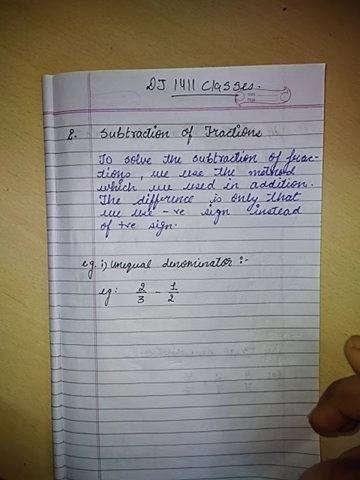 DJ 1411 Classes.
2. Subtraction of Fractions
To solve the subtraction of frac-
tions, we use the method
which we used in addition.
The difference is only that
we use -ve sign instead
of +ve sign.
eg. i) Unequal denominator :-
eg: 2/3 - 1/2